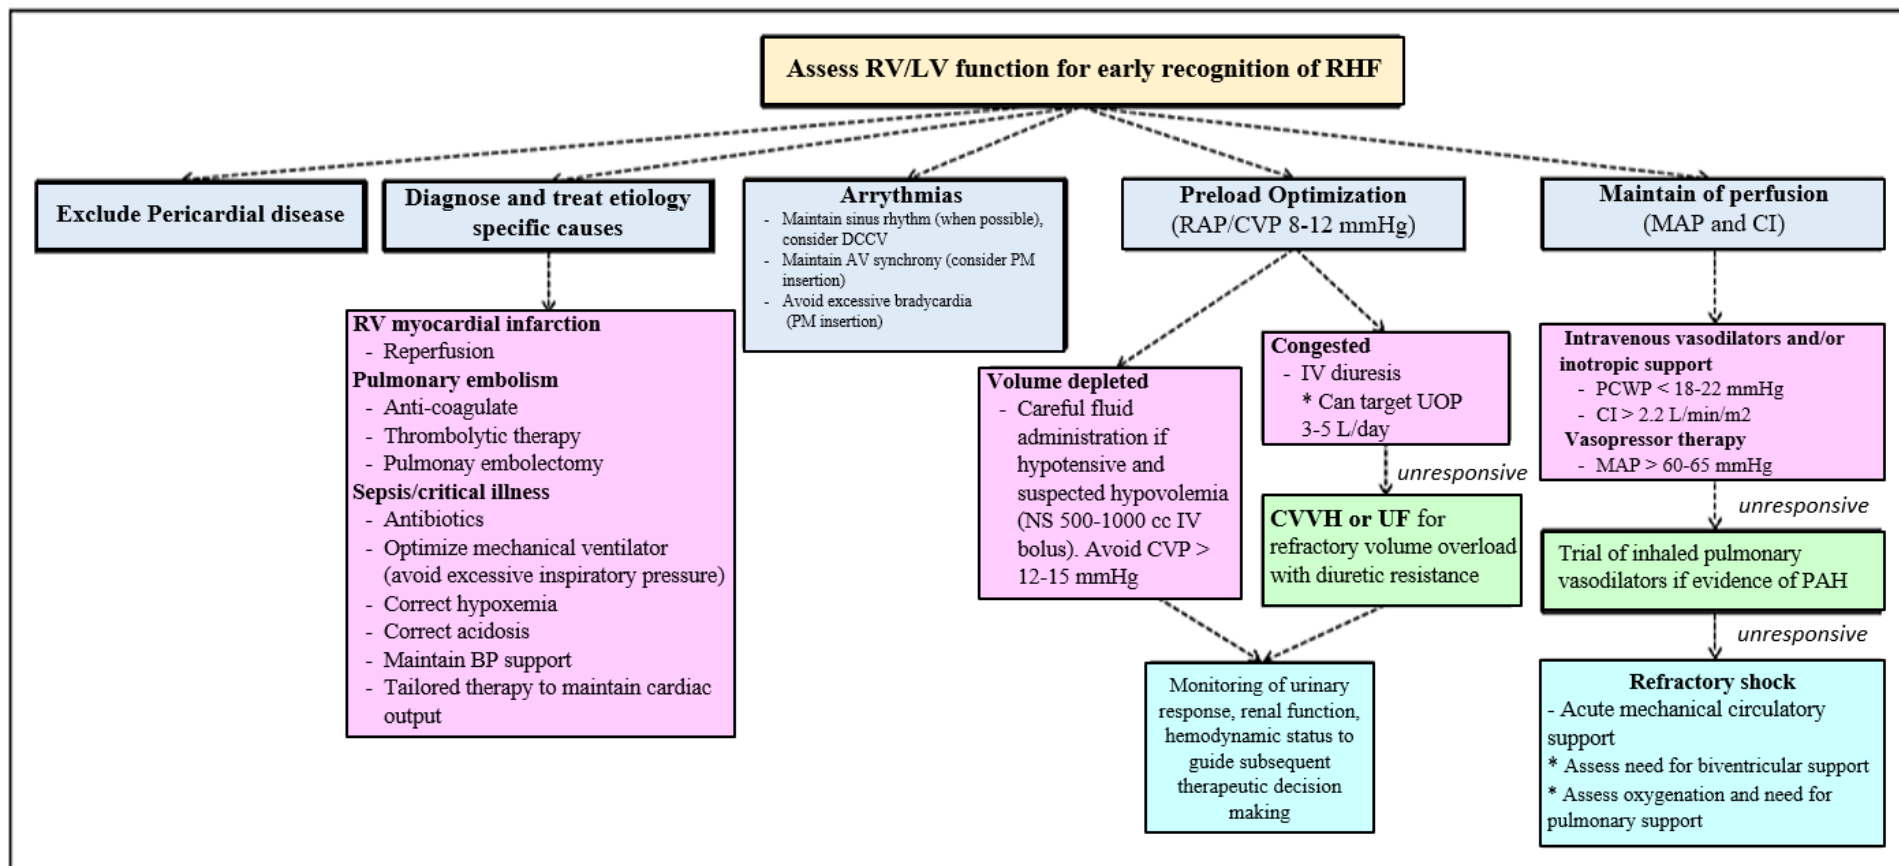 Assess RV/LV function for early recognition of RHF
Exclude Pericardial disease
Diagnose and treat etiology
specific causes
RV myocardial infarction
- Reperfusion
Pulmonary embolism
- Anti-coagulate
- Thrombolytic therapy
- Pulmonay embolectomy
Sepsis/critical illness
- Antibiotics
- Optimize mechanical ventilator
(avoid excessive inspiratory pressure)
- Correct hypoxemia
- Correct acidosis
- Maintain BP support
- Tailored therapy to maintain cardiac
output
Arrythmias
- Maintain sinus rhythm (when possible),
consider DCCV
- Maintain AV synchrony (consider PM
insertion)
- Avoid excessive bradycardia
(PM insertion)
Preload Optimization
(RAP/CVP 8-12 mmHg)
Volume depleted
- Careful fluid
administration if
hypotensive and
suspected hypovolemia
(NS 500-1000 cc IV
bolus). Avoid CVP >
12-15 mmHg
Congested
- IV diuresis
* Can target UOP
3-5 L/day
unresponsive
CVVH or UF for
refractory volume overload
with diuretic resistance
Monitoring of urinary
response, renal function,
hemodynamic status to
guide subsequent
therapeutic decision
making
Maintain of perfusion
(MAP and CI)
Intravenous vasodilators and/or
inotropic support
- PCWP < 18-22 mmHg
- CI > 2.2 L/min/m2
Vasopressor therapy
- MAP > 60-65 mmHg
unresponsive
Trial of inhaled pulmonary
vasodilators if evidence of PAH
unresponsive
Refractory shock
- Acute mechanical circulatory
support
* Assess need for biventricular support
* Assess oxygenation and need for
pulmonary support